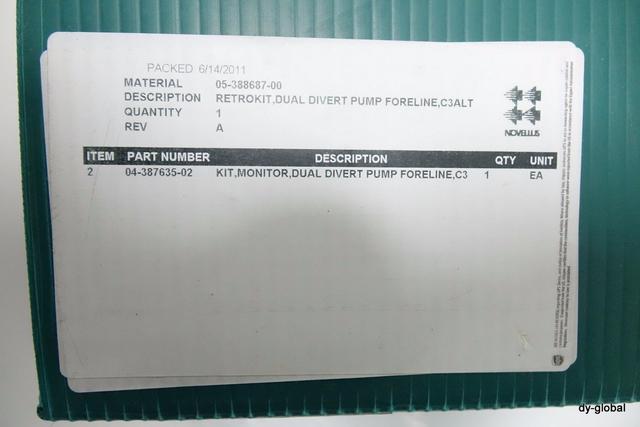 PACKED 6/14/2011
MATERIAL 05-388687-00
DESCRIPTION RETROKIT,DUAL DIVERT PUMP FORELINE,C3ALT
QUANTITY 1
REV A
NOVELLUS
ITEM PART NUMBER DESCRIPTION QTY UNIT
2 04-387635-02 KIT,MONITOR,DUAL DIVERT PUMP FORELINE,C3 1 EA
dy-global